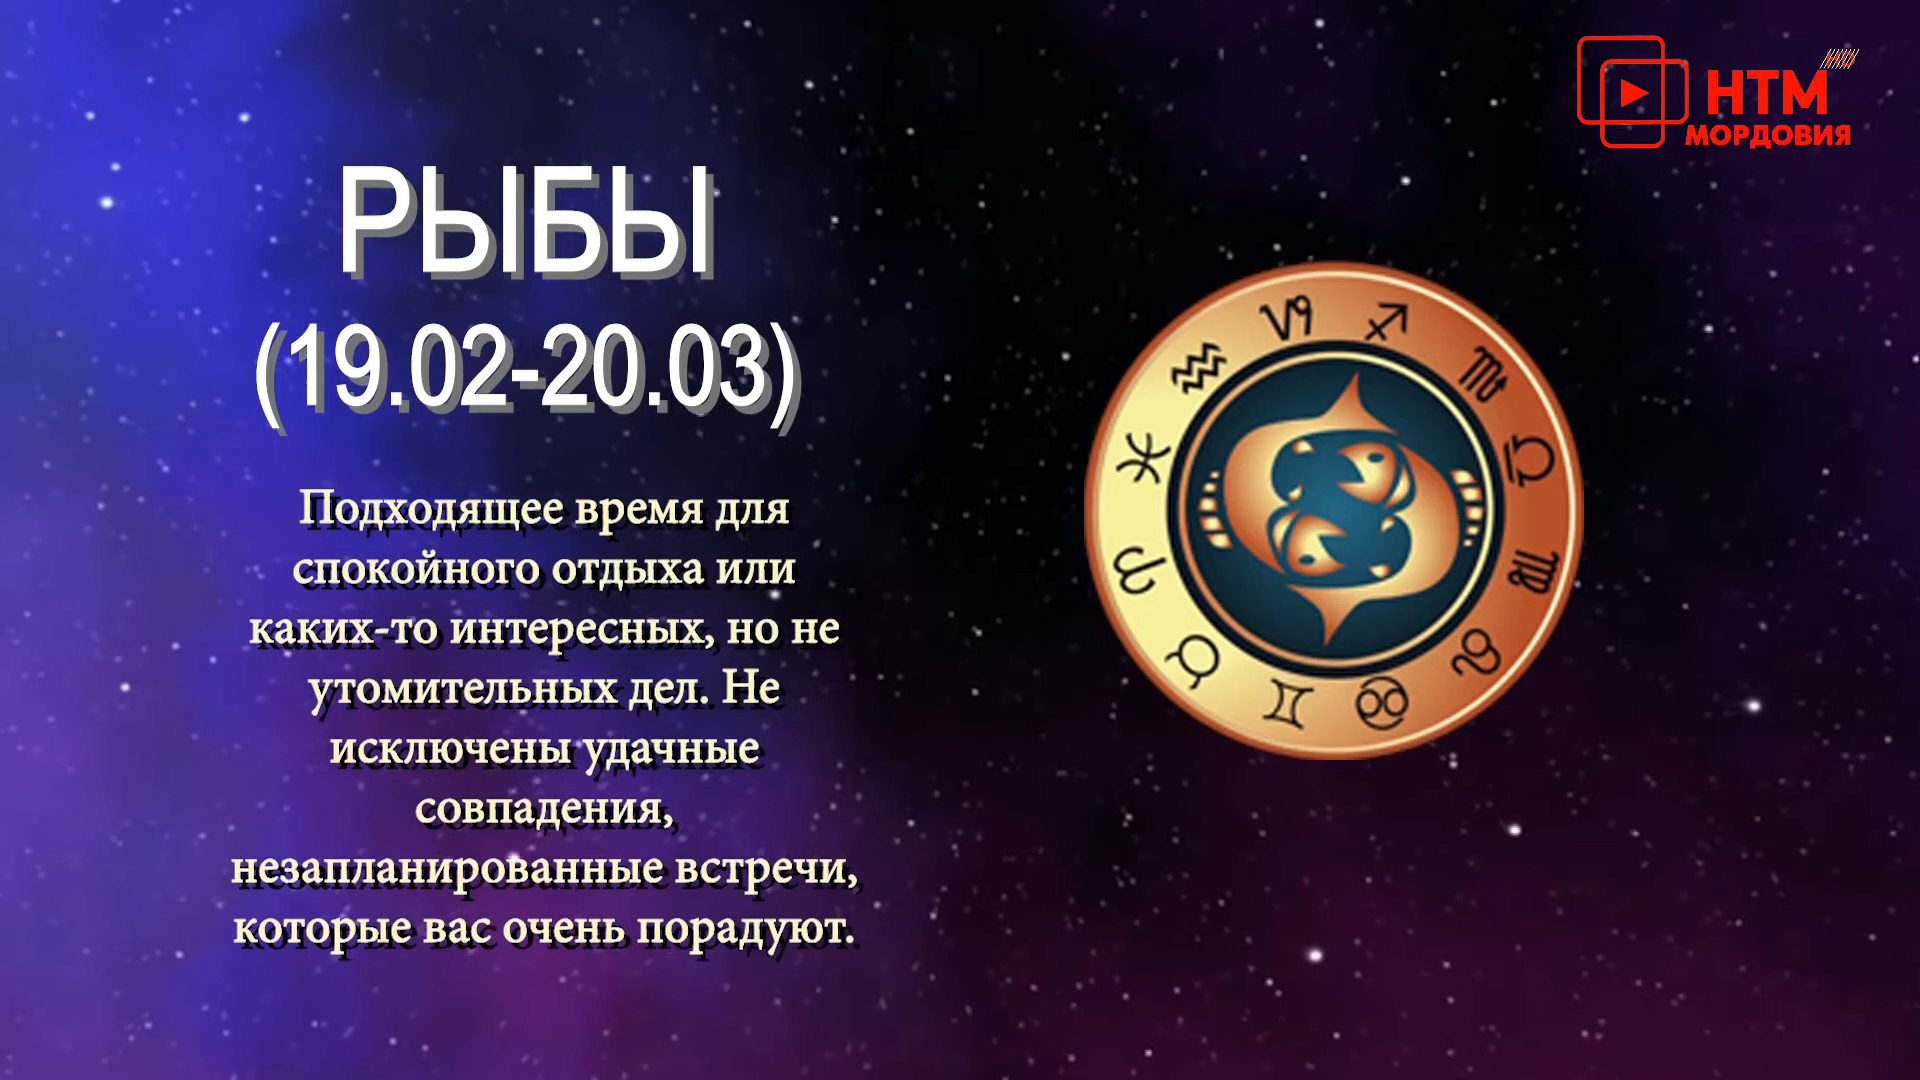 НТМ
МОРДОВИЯ
РЫБЫ
(19.02-20.03)
Подходящее время для
спокойного отдыха или
каких-то интересных, но не
утомительных дел. Не
исключены удачные
совпадения,
незапланированные встречи,
которые вас очень порадуют.